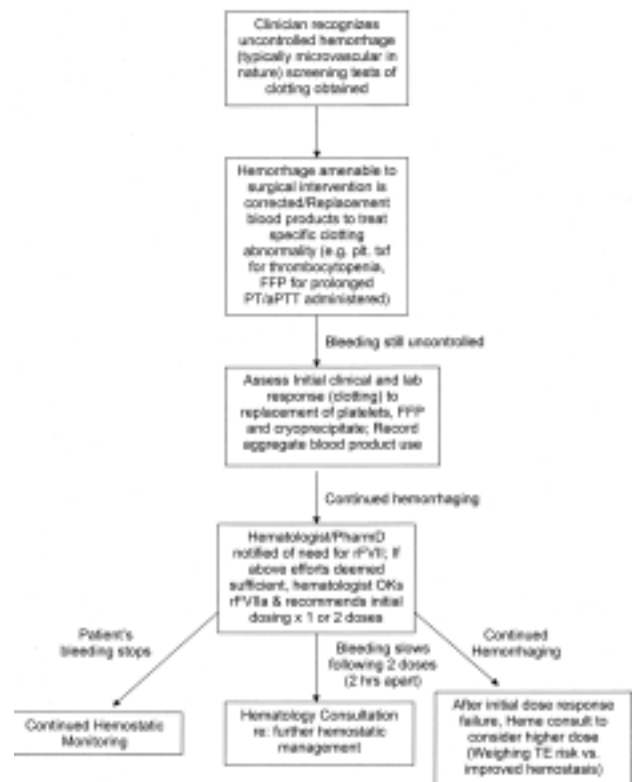 Clinician recognizes
uncontrolled hemorrhage
(typically microvascular in
nature) screening tests of
clotting obtained
Hemorrhage amenable to
surgical intervention is
corrected/Replacement
blood products to treat
specific clotting
abnormality (e.g. plt. txf
for thrombocytopenia,
FFP for prolonged
PT/aPTT administered)
Bleeding still uncontrolled
Assess Initial clinical and lab
response (clotting) to
replacement of platelets, FFP
and cryoprecipitate; Record
aggregate blood product use
Continued hemorrhaging
Hematologist/PharmD
notified of need for rFVII; If
above efforts deemed
sufficient, hematologist OKs
rFVIIa & recommends initial
dosing x 1 or 2 doses
Patient's
bleeding stops
Bleeding slows
following 2 doses
(2 hrs apart)
Continued
Hemorrhaging
Continued Hemostatic
Monitoring
Hematology Consultation
re: further hemostatic
management
After initial dose response
failure, Heme consult to
consider higher dose
(Weighing TE risk vs.
improved hemostasis)